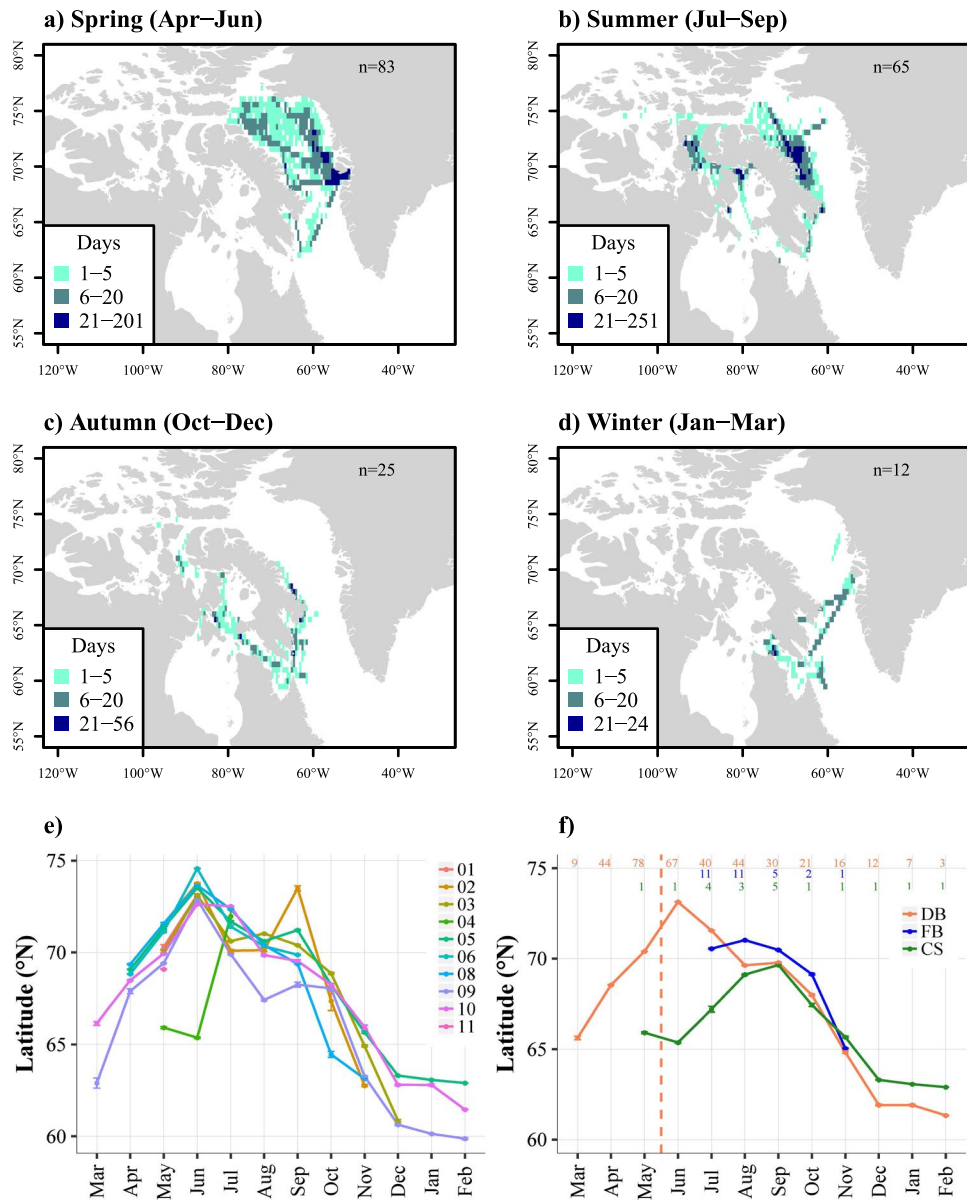 a) Spring (Apr−Jun)
n=83
80°N
75°N
70°N
65°N
60°N
55°N
Days
1−5
6−20
21−201
120°W 100°W 80°W 60°W 40°W
b) Summer (Jul−Sep)
n=65
80°N
75°N
70°N
65°N
60°N
55°N
Days
1−5
6−20
21−251
120°W 100°W 80°W 60°W 40°W
c) Autumn (Oct−Dec)
n=25
80°N
75°N
70°N
65°N
60°N
55°N
Days
1−5
6−20
21−56
120°W 100°W 80°W 60°W 40°W
d) Winter (Jan−Mar)
n=12
80°N
75°N
70°N
65°N
60°N
55°N
Days
1−5
6−20
21−24
120°W 100°W 80°W 60°W 40°W
e)
Latitude (°N)
75
70
65
60
01
02
03
04
05
06
08
09
10
11
Mar Apr May Jun Jul Aug Sep Oct Nov Dec Jan Feb
f)
Latitude (°N)
75
70
65
60
9 44 78 67 40 44 30 21 16 12 7 3
11 11 5 2 1
1 1 4 3 5 1 1 1 1 1
DB
FB
CS
Mar Apr May Jun Jul Aug Sep Oct Nov Dec Jan Feb